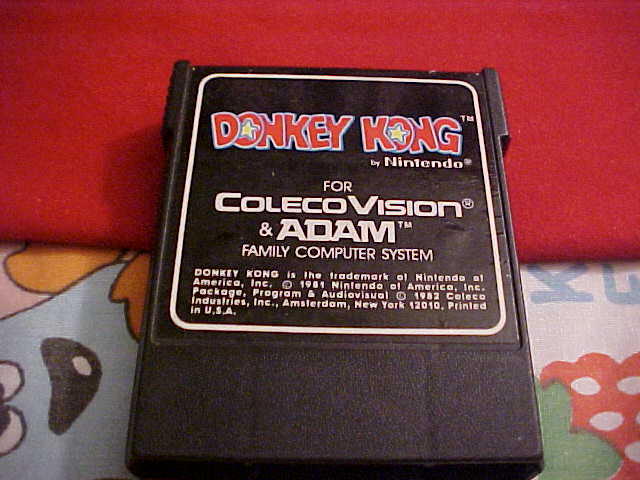 DONKEY KONG™
by Nintendo®
FOR
COLECOVISION®
& ADAM™
FAMILY COMPUTER SYSTEM
DONKEY KONG is the trademark of Nintendo of
America, Inc. © 1981 Nintendo of America, Inc.
Package, Program & Audiovisual © 1982 Coleco
Industries, Inc., Amsterdam, New York 12010. Printed
in U.S.A.